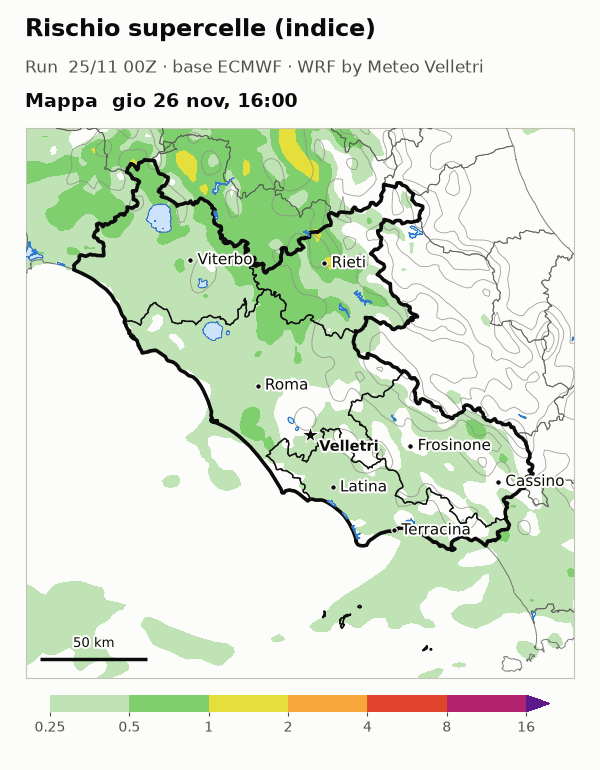 Rischio supercelle (indice)
Run  25/11 00Z · base ECMWF · WRF by Meteo Velletri
Mappa  gio 26 nov, 16:00
Viterbo
Rieti
Roma
Velletri
Frosinone
Latina
Cassino
Terracina
50 km
0.25 0.5 1 2 4 8 16